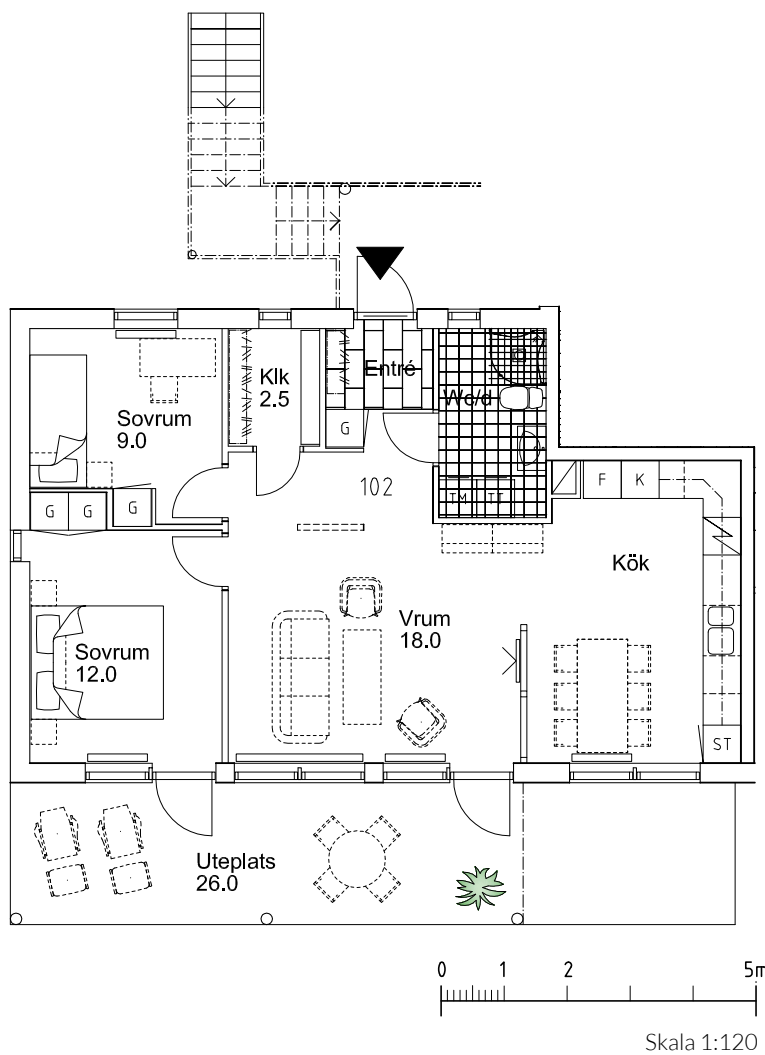 Entré
Klk
2.5
Wc/d
Sovrum
9.0
G
102
F
K
G
G
G
TM
TT
Kök
Vrum
18.0
Sovrum
12.0
ST
Uteplats
26.0
0 1 2 5m
Skala 1:120